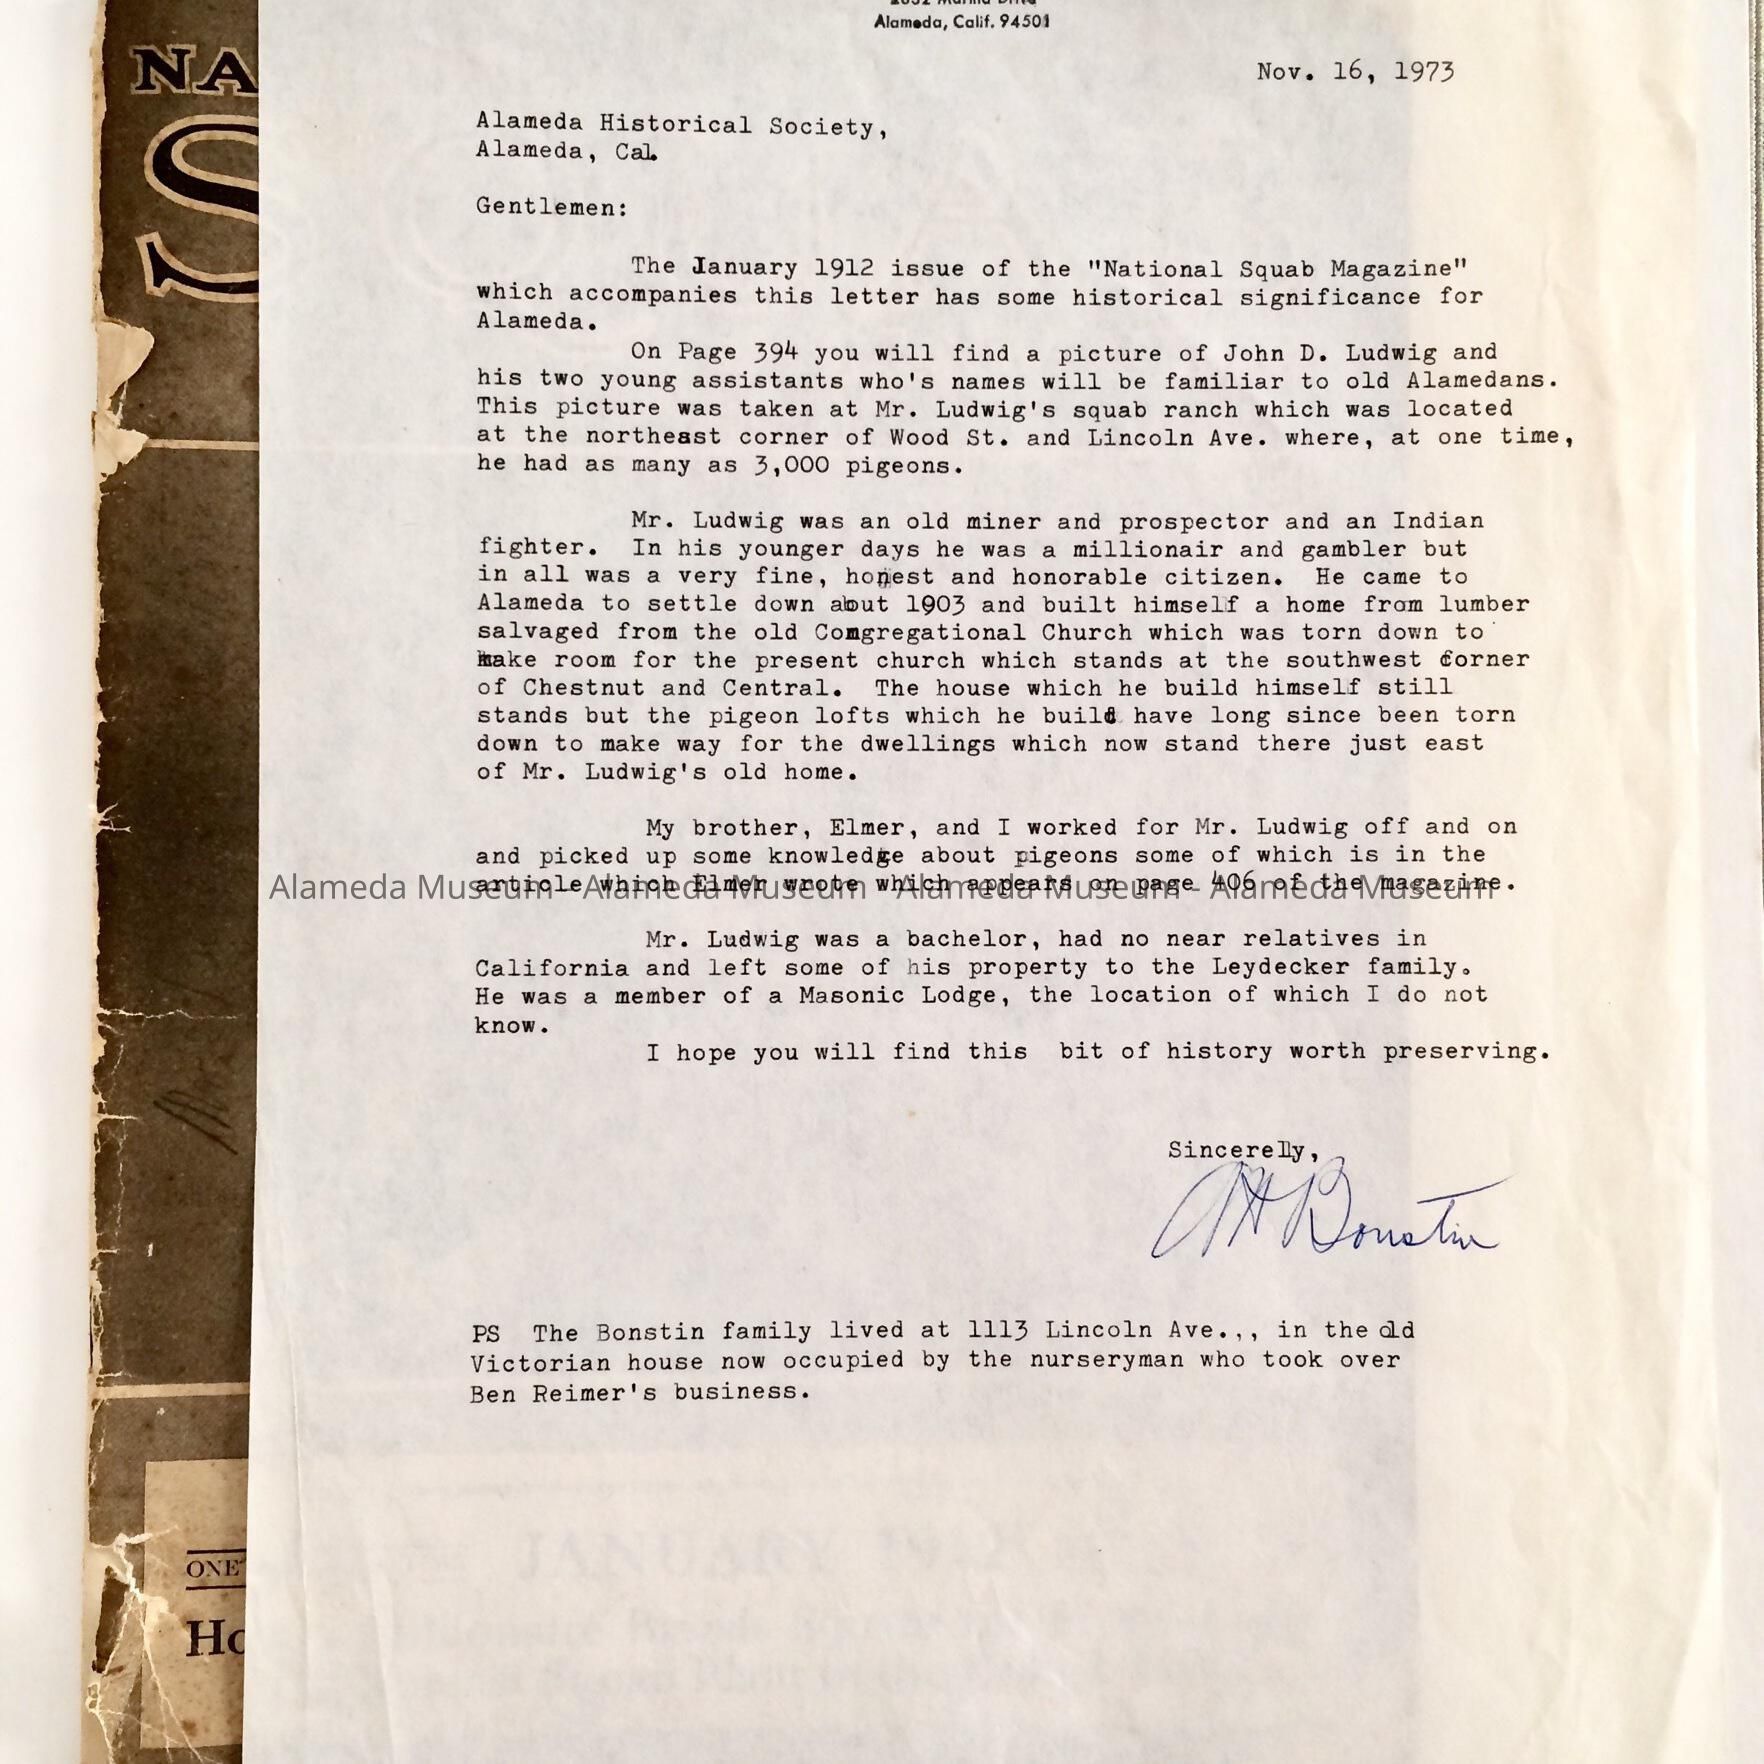 Alameda, Calif. 94501
Nov. 16, 1973
Alameda Historical Society,
Alameda, Cal.
Gentlemen:
The January 1912 issue of the "National Squab Magazine"
which accompanies this letter has some historical significance for
Alameda.
On Page 394 you will find a picture of John D. Ludwig and
his two young assistants who's names will be familiar to old Alamedans.
This picture was taken at Mr. Ludwig's squab ranch which was located
at the northeast corner of Wood St. and Lincoln Ave. where, at one time,
he had as many as 3,000 pigeons.
Mr. Ludwig was an old miner and prospector and an Indian
fighter. In his younger days he was a millionair and gambler but
in all was a very fine, honest and honorable citizen. He came to
Alameda to settle down about 1903 and built himself a home from lumber
salvaged from the old Congregational Church which was torn down to
make room for the present church which stands at the southwest corner
of Chestnut and Central. The house which he build himself still
stands but the pigeon lofts which he build have long since been torn
down to make way for the dwellings which now stand there just east
of Mr. Ludwig's old home.
My brother, Elmer, and I worked for Mr. Ludwig off and on
and picked up some knowledge about pigeons some of which is in the
article which Elmer wrote which appears on page 406 of the magazine.
Alameda Museum - Alameda Museum - Alameda Museum - Alameda Museum
Mr. Ludwig was a bachelor, had no near relatives in
California and left some of his property to the Leydecker family.
He was a member of a Masonic Lodge, the location of which I do not
know.
I hope you will find this bit of history worth preserving.
Sincerely,
Bonstin
PS The Bonstin family lived at 1113 Lincoln Ave.,, in the old
Victorian house now occupied by the nurseryman who took over
Ben Reimer's business.
NA
S
ONE
Ho